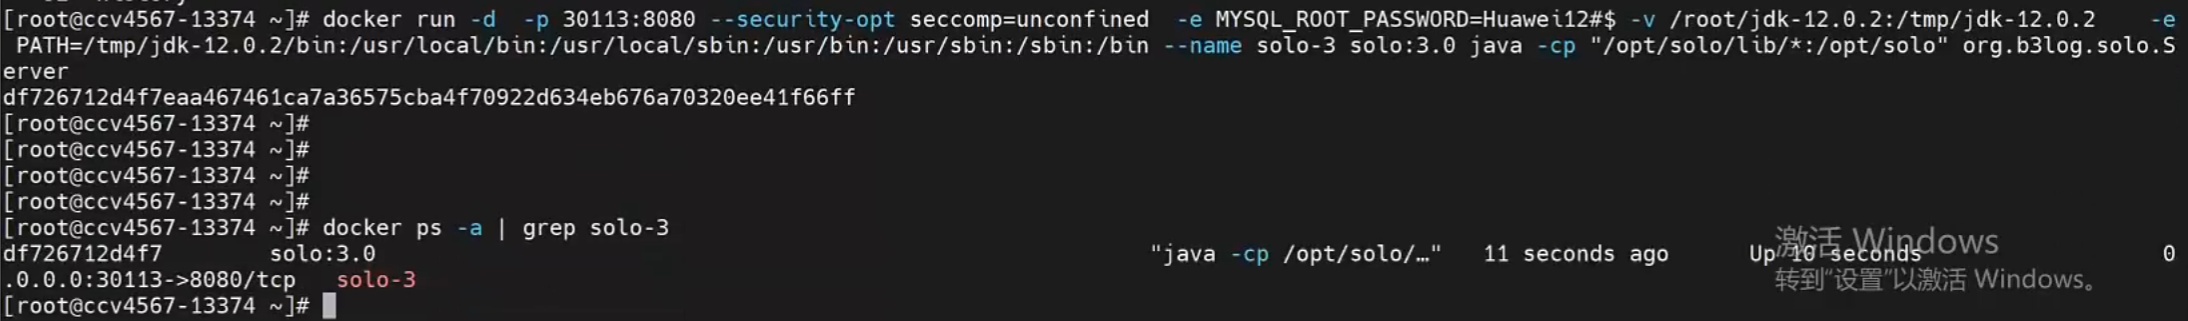 [root@ccv4567-13374 ~]# docker run -d  -p 30113:8080 --security-opt seccomp=unconfined  -e MYSQL_ROOT_PASSWORD=Huawei12#$ -v /root/jdk-12.0.2:/tmp/jdk-12.0.2    -e
 PATH=/tmp/jdk-12.0.2/bin:/usr/local/bin:/usr/local/sbin:/usr/bin:/usr/sbin:/sbin:/bin --name solo-3 solo:3.0 java -cp "/opt/solo/lib/*:/opt/solo" org.b3log.solo.S
erver
df726712d4f7eaa467461ca7a36575cba4f70922d634eb676a70320ee41f66ff
[root@ccv4567-13374 ~]#
[root@ccv4567-13374 ~]#
[root@ccv4567-13374 ~]#
[root@ccv4567-13374 ~]#
[root@ccv4567-13374 ~]# docker ps -a | grep solo-3
df726712d4f7        solo:3.0                                                           "java -cp /opt/solo/…"   11 seconds ago      Up 10 seconds                   0
.0.0.0:30113->8080/tcp   solo-3
[root@ccv4567-13374 ~]#
激活 Windows
转到“设置”以激活 Windows。